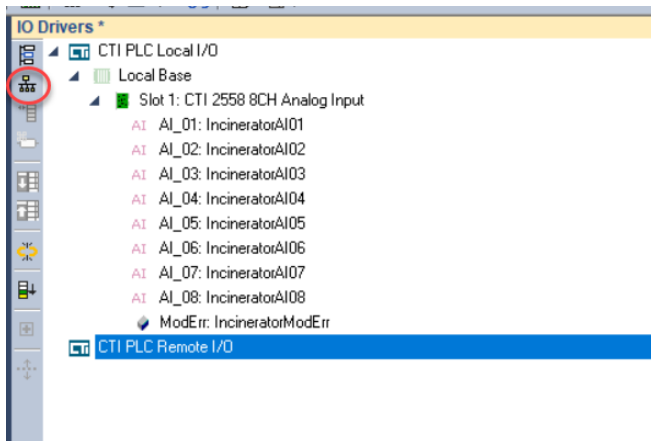 IO Drivers *
CTI PLC Local I/O
Local Base
Slot 1: CTI 2558 8CH Analog Input
AI AI_01: IncineratorAI01
AI AI_02: IncineratorAI02
AI AI_03: IncineratorAI03
AI AI_04: IncineratorAI04
AI AI_05: IncineratorAI05
AI AI_06: IncineratorAI06
AI AI_07: IncineratorAI07
AI AI_08: IncineratorAI08
ModErr: IncineratorModErr
CTI PLC Remote I/O